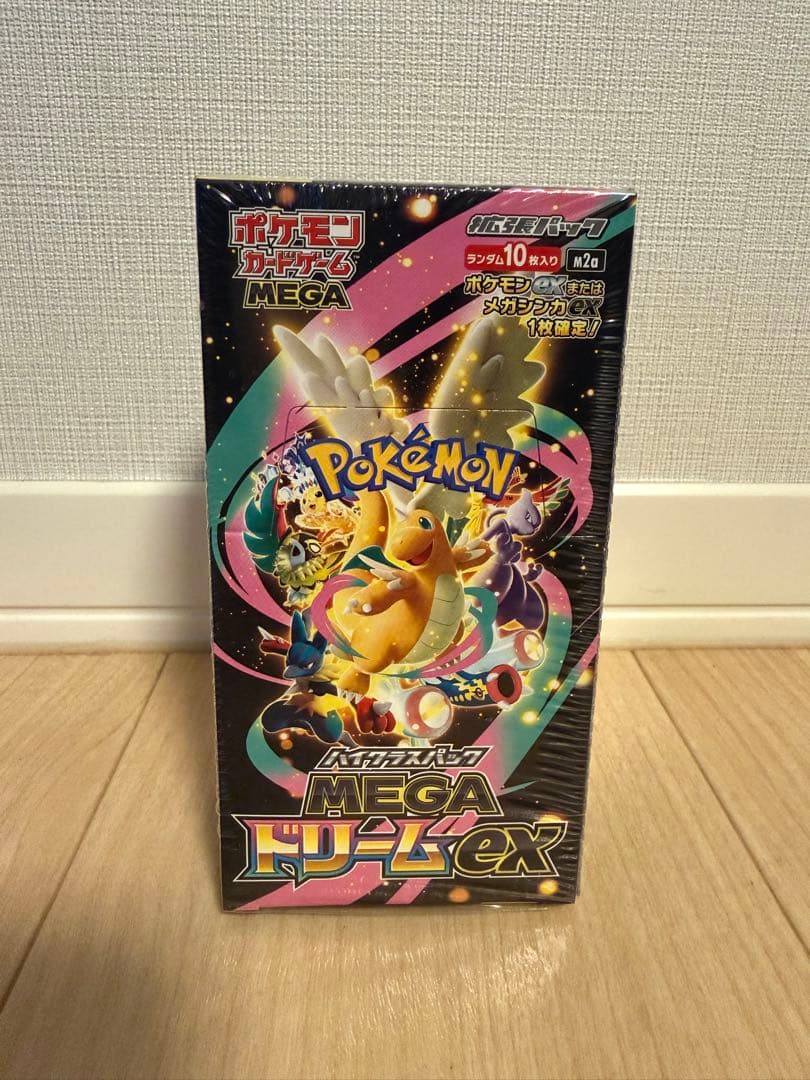 ポケモン
カードゲーム
MEGA
拡張パック
ランダム10枚入り
M2a
ポケモンexまたは
メガシンカex
1枚確定!
POKéMON
TM
ハイクラスパック
MEGA
ドリームex